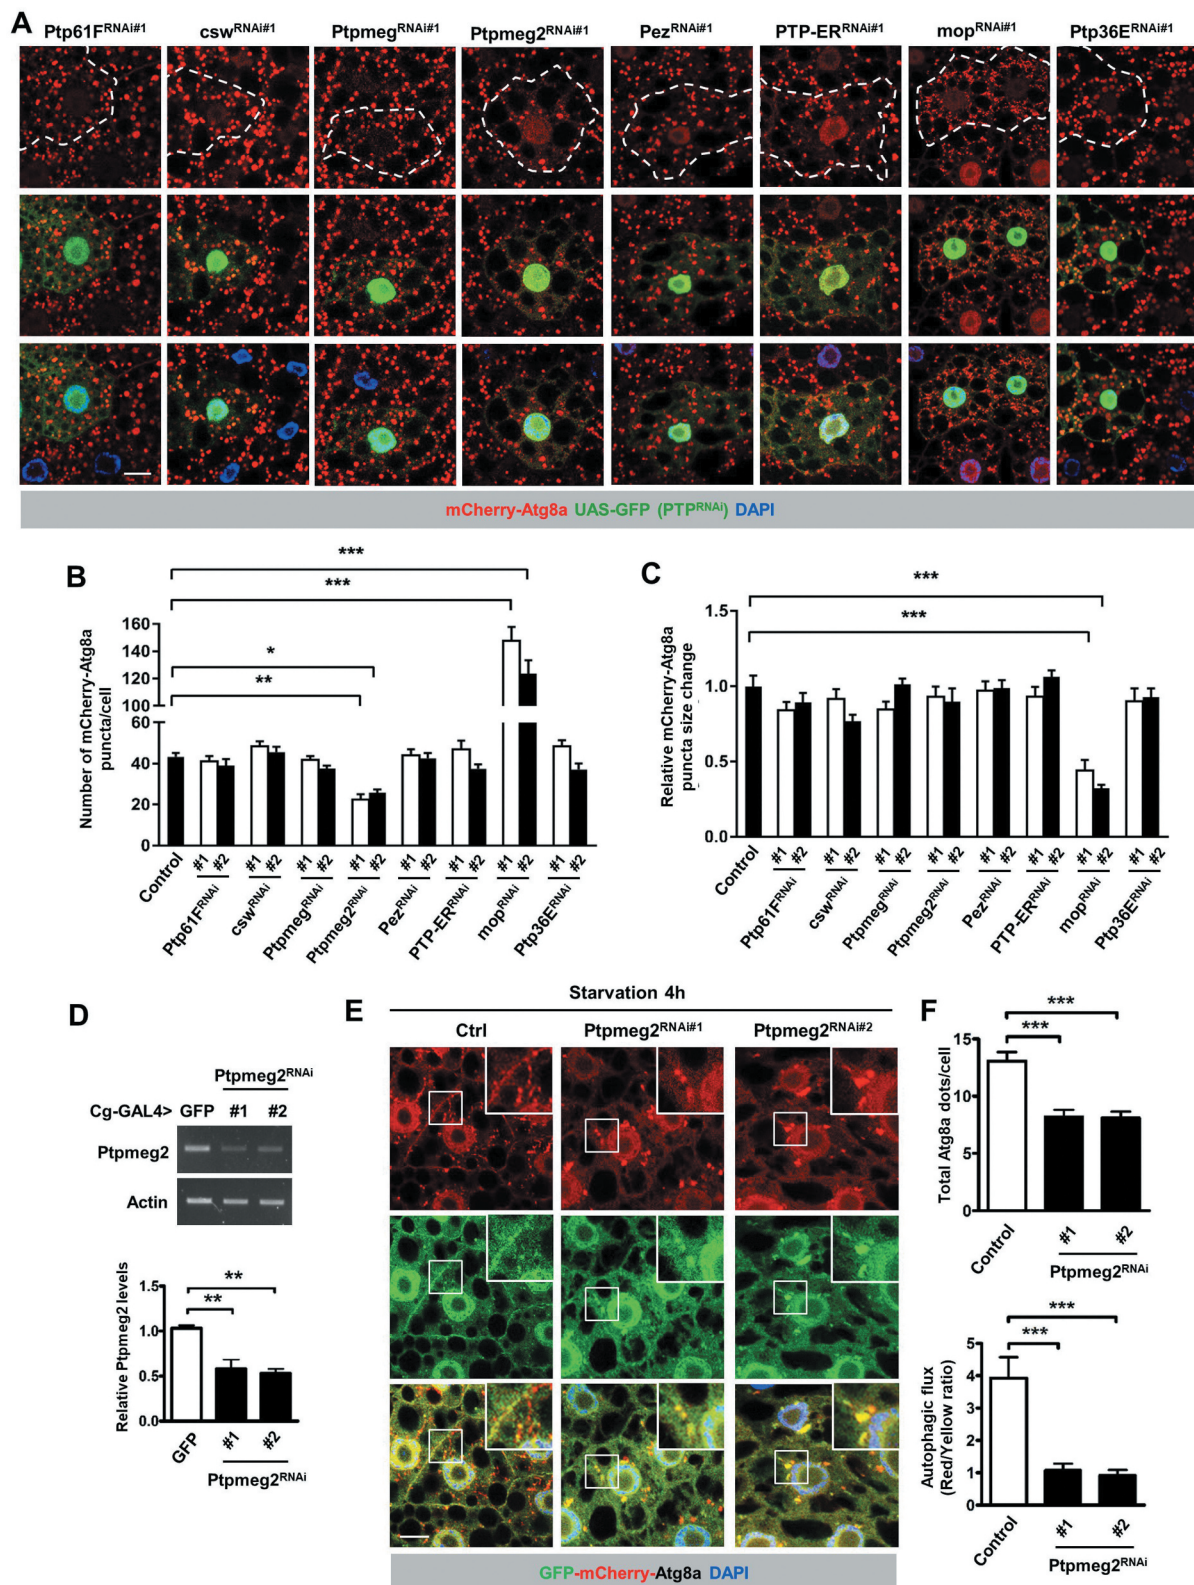 A
Ptp61F RNAi#1 csw RNAi#1 Ptpmeg RNAi#1 Ptpmeg2 RNAi#1 Pez RNAi#1 PTP-ER RNAi#1 mop RNAi#1 Ptp36E RNAi#1
mCherry-Atg8a UAS-GFP (PTP RNAi) DAPI
B
***
***
*
**
Number of mCherry-Atg8a
puncta/cell
160
140
120
100
60
40
20
0
Control
#1 #2 #1 #2 #1 #2 #1 #2 #1 #2 #1 #2 #1 #2 #1 #2
Ptp61F RNAi
csw RNAi
Ptpmeg RNAi
Ptpmeg2 RNAi
Pez RNAi
PTP-ER RNAi
mop RNAi
Ptp36E RNAi
C
***
***
Relative mCherry-Atg8a
puncta size change
1.5
1.0
0.5
0.0
Control
#1 #2 #1 #2 #1 #2 #1 #2 #1 #2 #1 #2 #1 #2 #1 #2
Ptp61F RNAi
csw RNAi
Ptpmeg RNAi
Ptpmeg2 RNAi
Pez RNAi
PTP-ER RNAi
mop RNAi
Ptp36E RNAi
D
Ptpmeg2 RNAi
Cg-GAL4> GFP #1 #2
Ptpmeg2
Actin
Relative Ptpmeg2 levels
1.5
1.0
0.5
0.0
**
**
GFP
#1
#2
Ptpmeg2 RNAi
E
Starvation 4h
Ctrl Ptpmeg2 RNAi#1 Ptpmeg2 RNAi#2
GFP-mCherry-Atg8a DAPI
F
***
***
Total Atg8a dots/cell
15
10
5
0
Control
#1
#2
Ptpmeg2 RNAi
***
***
Autophagic flux
(Red/Yellow ratio)
5
4
3
2
1
0
Control
#1
#2
Ptpmeg2 RNAi